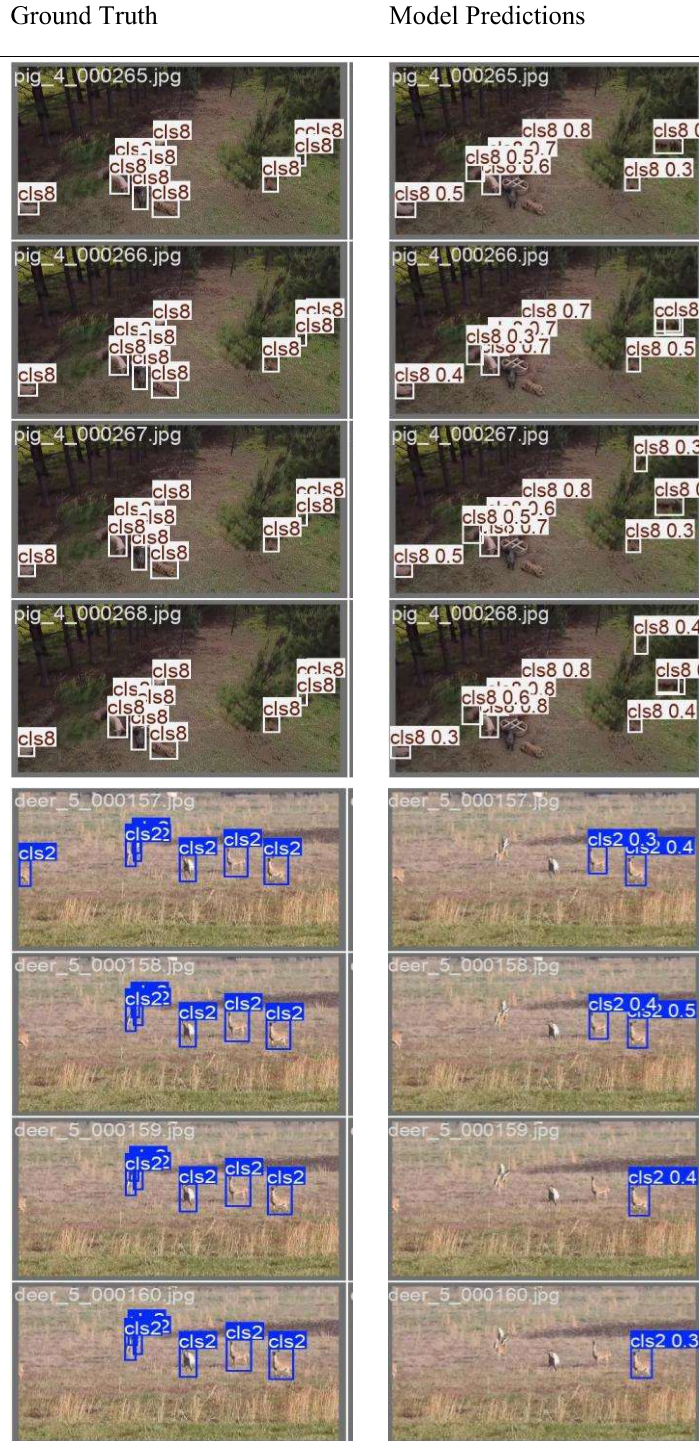 Ground Truth Model Predictions
pig_4_000265.jpg pig_4_000265.jpg
cls8 cls8 cls8 cls8 cls8 cls8 cls8
cls8 0.8 cls8 0.5 0.6 cls8 0.3 cls8 0.5
pig_4_000266.jpg pig_4_000266.jpg
cls8 cls8 cls8 cls8 cls8 cls8
cls8 0.7 cls8 0.3 0.7 cls8 0.5 cls8 0.4
pig_4_000267.jpg pig_4_000267.jpg
cls8 cls8 cls8 cls8 cls8 cls8
cls8 0.3 cls8 0.8 cls8 0.5 0.7 cls8 0.3 cls8 0.5
pig_4_000268.jpg pig_4_000268.jpg
cls8 cls8 cls8 cls8 cls8 cls8
cls8 0.4 cls8 0.8 cls8 0.6 0.8 cls8 0.4 cls8 0.3
deer_5_000157.jpg deer_5_000157.jpg
cls2 cls2 cls2 cls2 cls2 cls2 0.3 cls2 0.4
deer_5_000158.jpg deer_5_000158.jpg
cls2 cls2 cls2 cls2 cls2 0.4 0.5
deer_5_000159.jpg deer_5_000159.jpg
cls2 cls2 cls2 cls2 cls2 0.4
deer_5_000160.jpg deer_5_000160.jpg
cls2 cls2 cls2 cls2 cls2 0.3